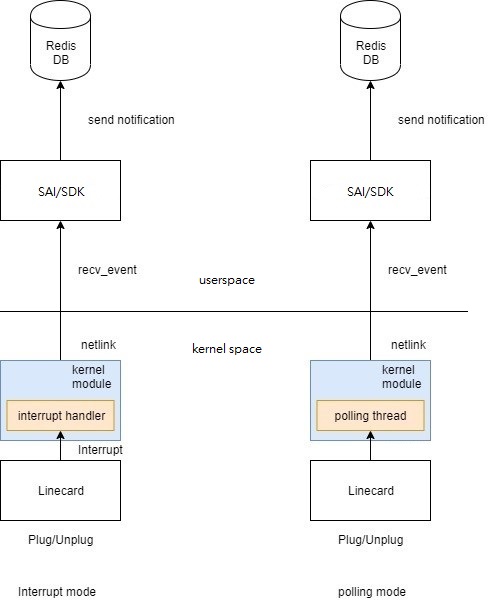 Redis
DB
Redis
DB
send notification
send notification
SAI/SDK
SAI/SDK
recv_event
recv_event
userspace
netlink
netlink
kernel space
kernel
module
kernel
module
interrupt handler
polling thread
Interrupt
Linecard
Linecard
Plug/Unplug
Plug/Unplug
Interrupt mode
polling mode